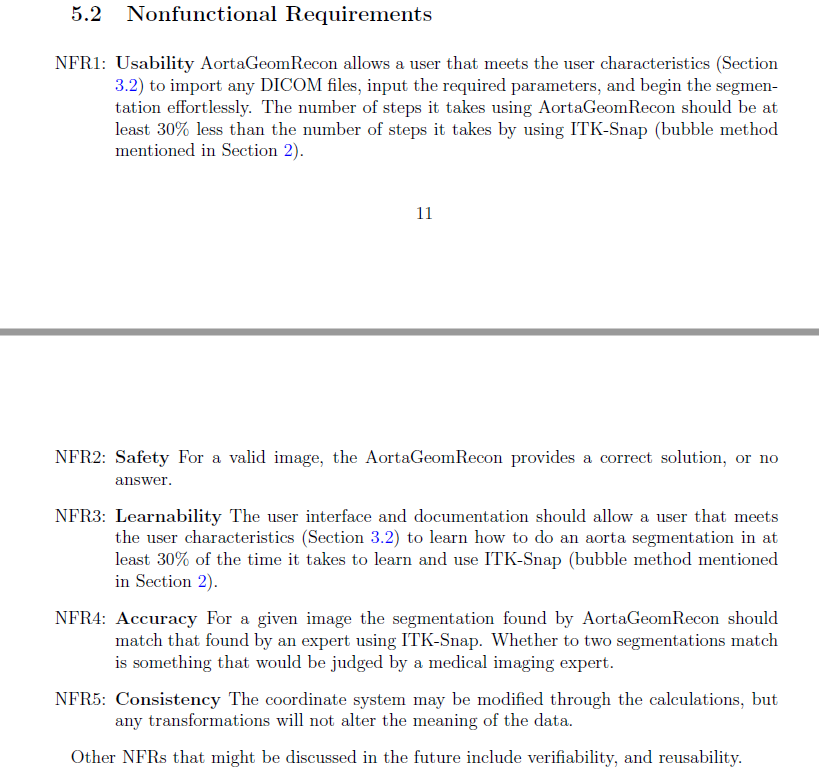 5.2 Nonfunctional Requirements
NFR1: Usability AortaGeomRecon allows a user that meets the user characteristics (Section
3.2) to import any DICOM files, input the required parameters, and begin the segmen-
tation effortlessly. The number of steps it takes using AortaGeomRecon should be at
least 30% less than the number of steps it takes by using ITK-Snap (bubble method
mentioned in Section 2).
11
NFR2: Safety For a valid image, the AortaGeomRecon provides a correct solution, or no
answer.
NFR3: Learnability The user interface and documentation should allow a user that meets
the user characteristics (Section 3.2) to learn how to do an aorta segmentation in at
least 30% of the time it takes to learn and use ITK-Snap (bubble method mentioned
in Section 2).
NFR4: Accuracy For a given image the segmentation found by AortaGeomRecon should
match that found by an expert using ITK-Snap. Whether to two segmentations match
is something that would be judged by a medical imaging expert.
NFR5: Consistency The coordinate system may be modified through the calculations, but
any transformations will not alter the meaning of the data.
Other NFRs that might be discussed in the future include verifiability, and reusability.